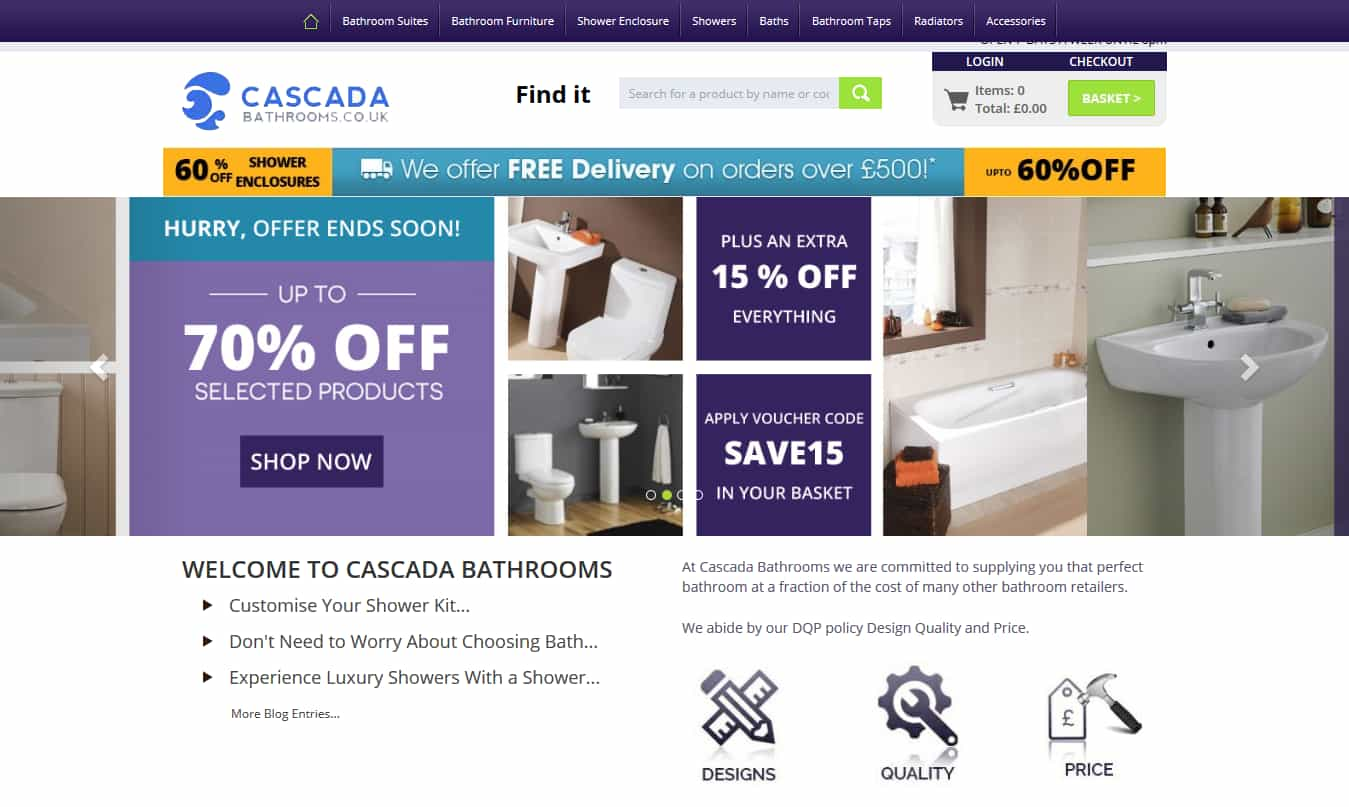 Bathroom Suites
Bathroom Furniture
Shower Enclosure
Showers
Baths
Bathroom Taps
Radiators
Accessories
LOGIN
CHECKOUT
CASCADA
BATHROOMS.CO.UK
Find it
Search for a product by name or
Items: 0
Total: £0.00
BASKET >
60% OFF SHOWER
ENCLOSURES
We offer FREE Delivery on orders over £500!*
UPTO 60%OFF
HURRY, OFFER ENDS SOON!
UP TO
70% OFF
SELECTED PRODUCTS
SHOP NOW
PLUS AN EXTRA
15 % OFF
EVERYTHING
APPLY VOUCHER CODE
SAVE15
IN YOUR BASKET
WELCOME TO CASCADA BATHROOMS
Customise Your Shower Kit...
Don't Need to Worry About Choosing Bath...
Experience Luxury Showers With a Shower...
More Blog Entries...
At Cascada Bathrooms we are committed to supplying you that perfect
bathroom at a fraction of the cost of many other bathroom retailers.
We abide by our DQP policy Design Quality and Price.
£
DESIGNS
QUALITY
PRICE